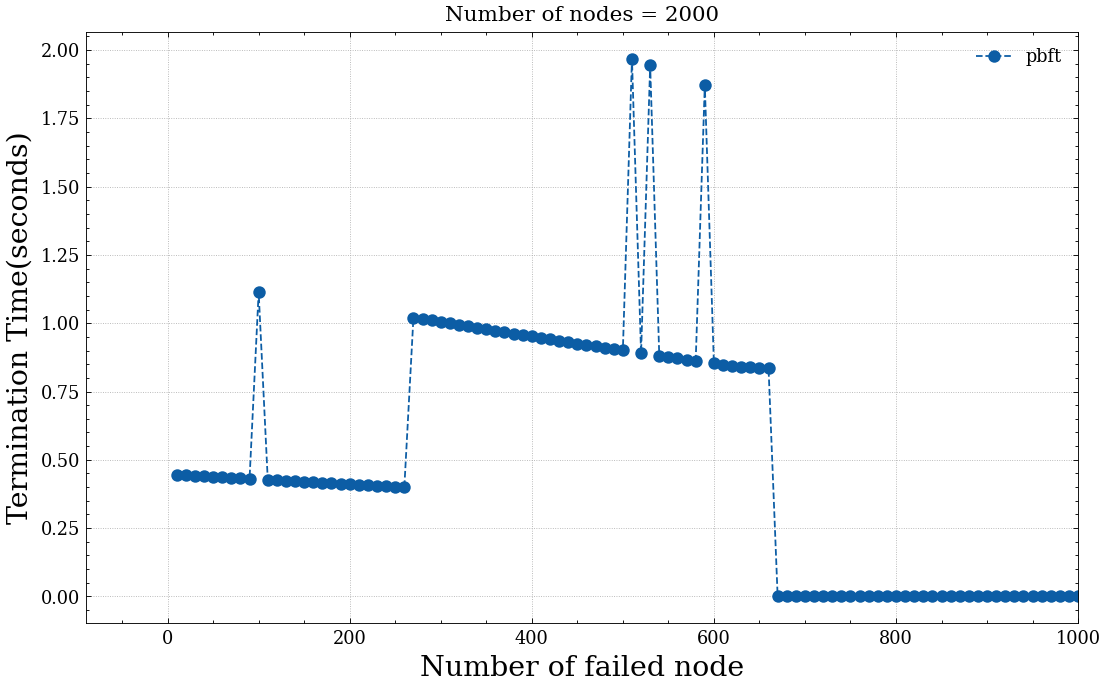 Number of nodes = 2000
pbft
Termination Time(seconds)
2.00
1.75
1.50
1.25
1.00
0.75
0.50
0.25
0.00
0 200 400 600 800 1000
Number of failed node